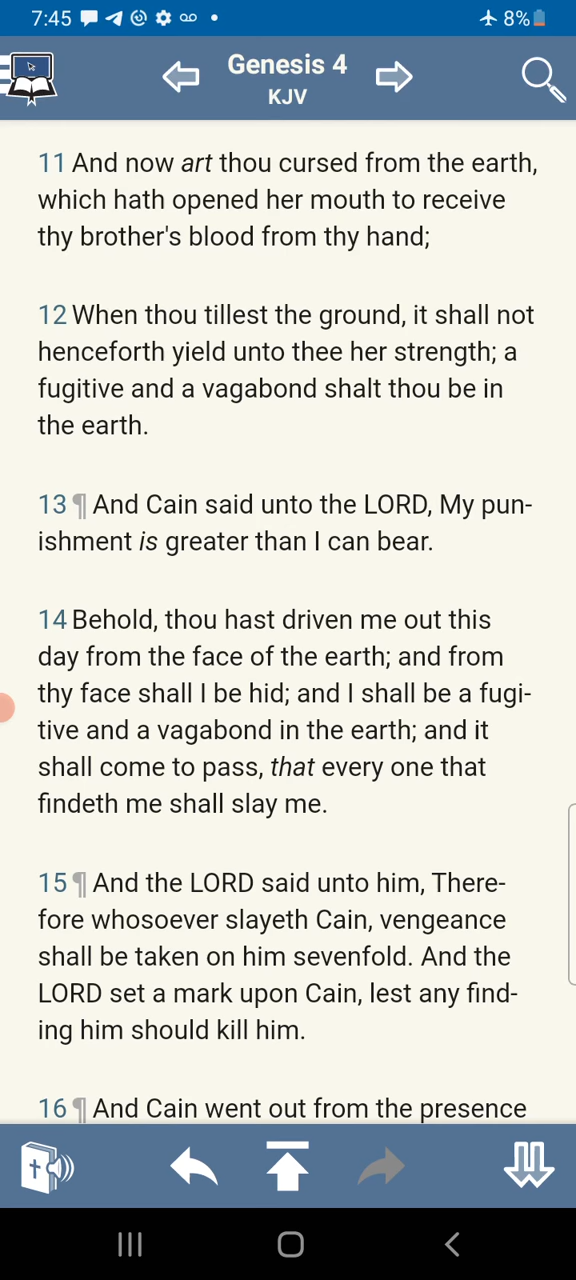 7:45
8%
Genesis 4
KJV
11 And now art thou cursed from the earth,
which hath opened her mouth to receive
thy brother's blood from thy hand;
12 When thou tillest the ground, it shall not
henceforth yield unto thee her strength; a
fugitive and a vagabond shalt thou be in
the earth.
13 ¶ And Cain said unto the LORD, My pun-
ishment is greater than I can bear.
14 Behold, thou hast driven me out this
day from the face of the earth; and from
thy face shall I be hid; and I shall be a fugi-
tive and a vagabond in the earth; and it
shall come to pass, that every one that
findeth me shall slay me.
15 ¶ And the LORD said unto him, There-
fore whosoever slayeth Cain, vengeance
shall be taken on him sevenfold. And the
LORD set a mark upon Cain, lest any find-
ing him should kill him.
16 ¶ And Cain went out from the presence